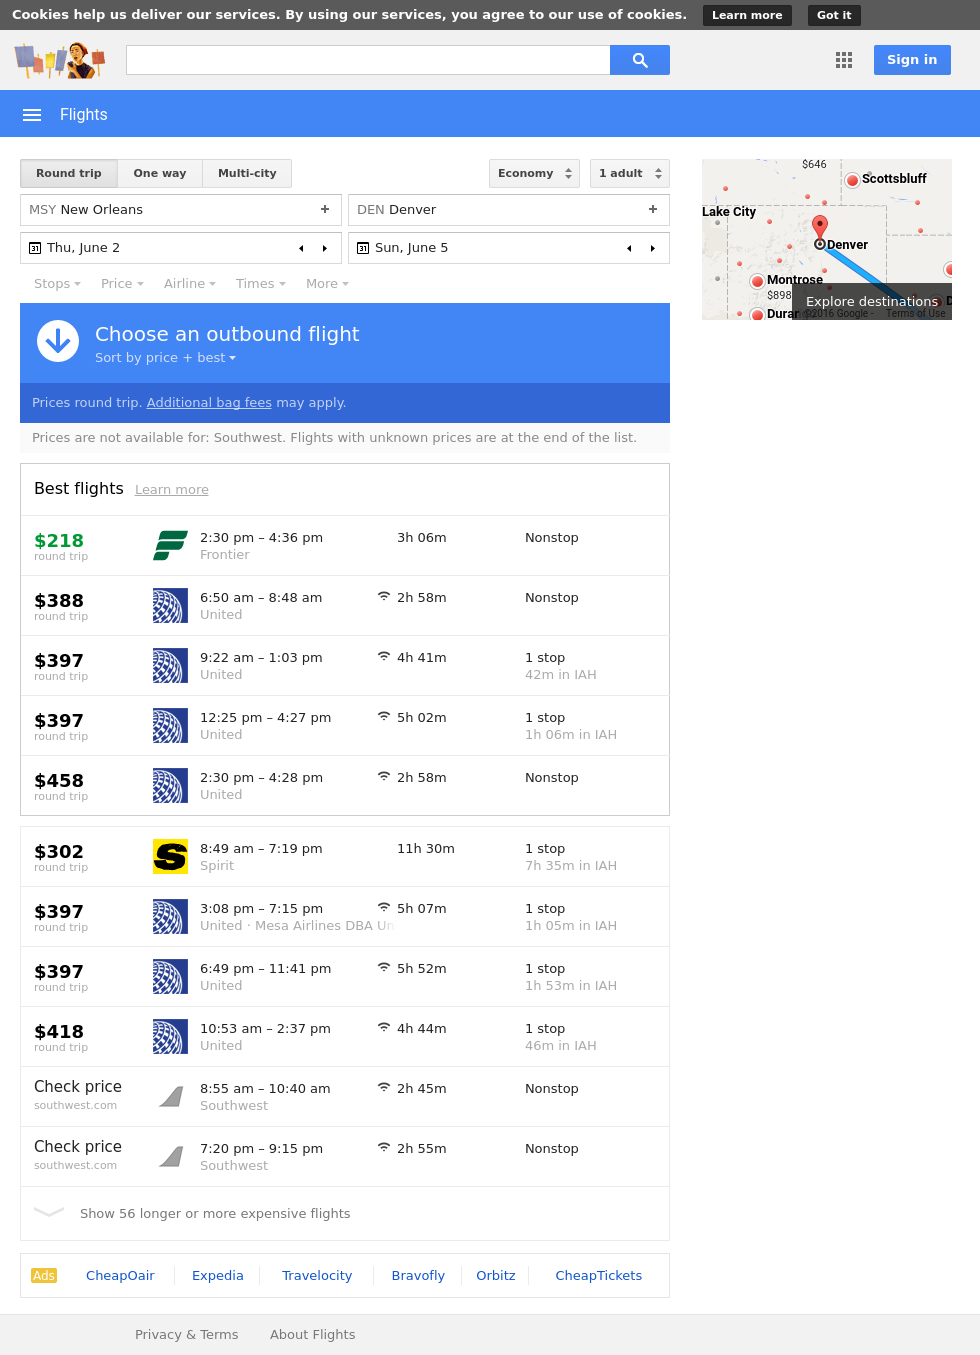 Cookies help us deliver our services. By using our services, you agree to our use of cookies. Learn more Got it
Sign in
Flights
Round trip One way Multi-city Economy 1 adult
MSY New Orleans + DEN Denver +
31 Thu, June 2 31 Sun, June 5
Stops Price Airline Times More
Choose an outbound flight
Sort by price + best
Prices round trip. Additional bag fees may apply.
Prices are not available for: Southwest. Flights with unknown prices are at the end of the list.
$646
Scottsbluff
Lake City
Denver
Montrose
$898
Explore destinations
©2016 Google - Terms of Use
Best flights Learn more
$218 2:30 pm – 4:36 pm 3h 06m Nonstop
round trip Frontier
$388 6:50 am – 8:48 am 2h 58m Nonstop
round trip United
$397 9:22 am – 1:03 pm 4h 41m 1 stop
round trip United 42m in IAH
$397 12:25 pm – 4:27 pm 5h 02m 1 stop
round trip United 1h 06m in IAH
$458 2:30 pm – 4:28 pm 2h 58m Nonstop
round trip United
$302 8:49 am – 7:19 pm 11h 30m 1 stop
round trip Spirit 7h 35m in IAH
$397 3:08 pm – 7:15 pm 5h 07m 1 stop
round trip United · Mesa Airlines DBA Un 1h 05m in IAH
$397 6:49 pm – 11:41 pm 5h 52m 1 stop
round trip United 1h 53m in IAH
$418 10:53 am – 2:37 pm 4h 44m 1 stop
round trip United 46m in IAH
Check price 8:55 am – 10:40 am 2h 45m Nonstop
southwest.com Southwest
Check price 7:20 pm – 9:15 pm 2h 55m Nonstop
southwest.com Southwest
Show 56 longer or more expensive flights
Ads CheapOair Expedia Travelocity Bravofly Orbitz CheapTickets
Privacy & Terms About Flights